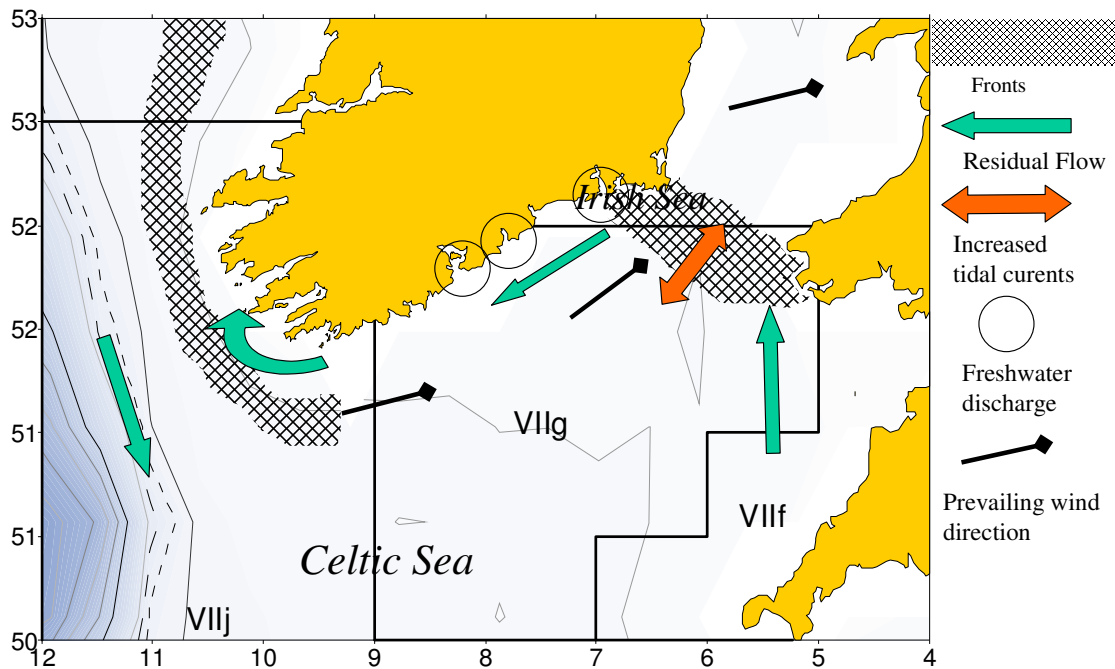 53
53
52
52
51
51
50
12
11
10
9
8
7
6
5
4
Irish Sea
VIIg
VIIf
Celtic Sea
VIIj
Fronts
Residual Flow
Increased
tidal curents
Freshwater
discharge
Prevailing wind
direction